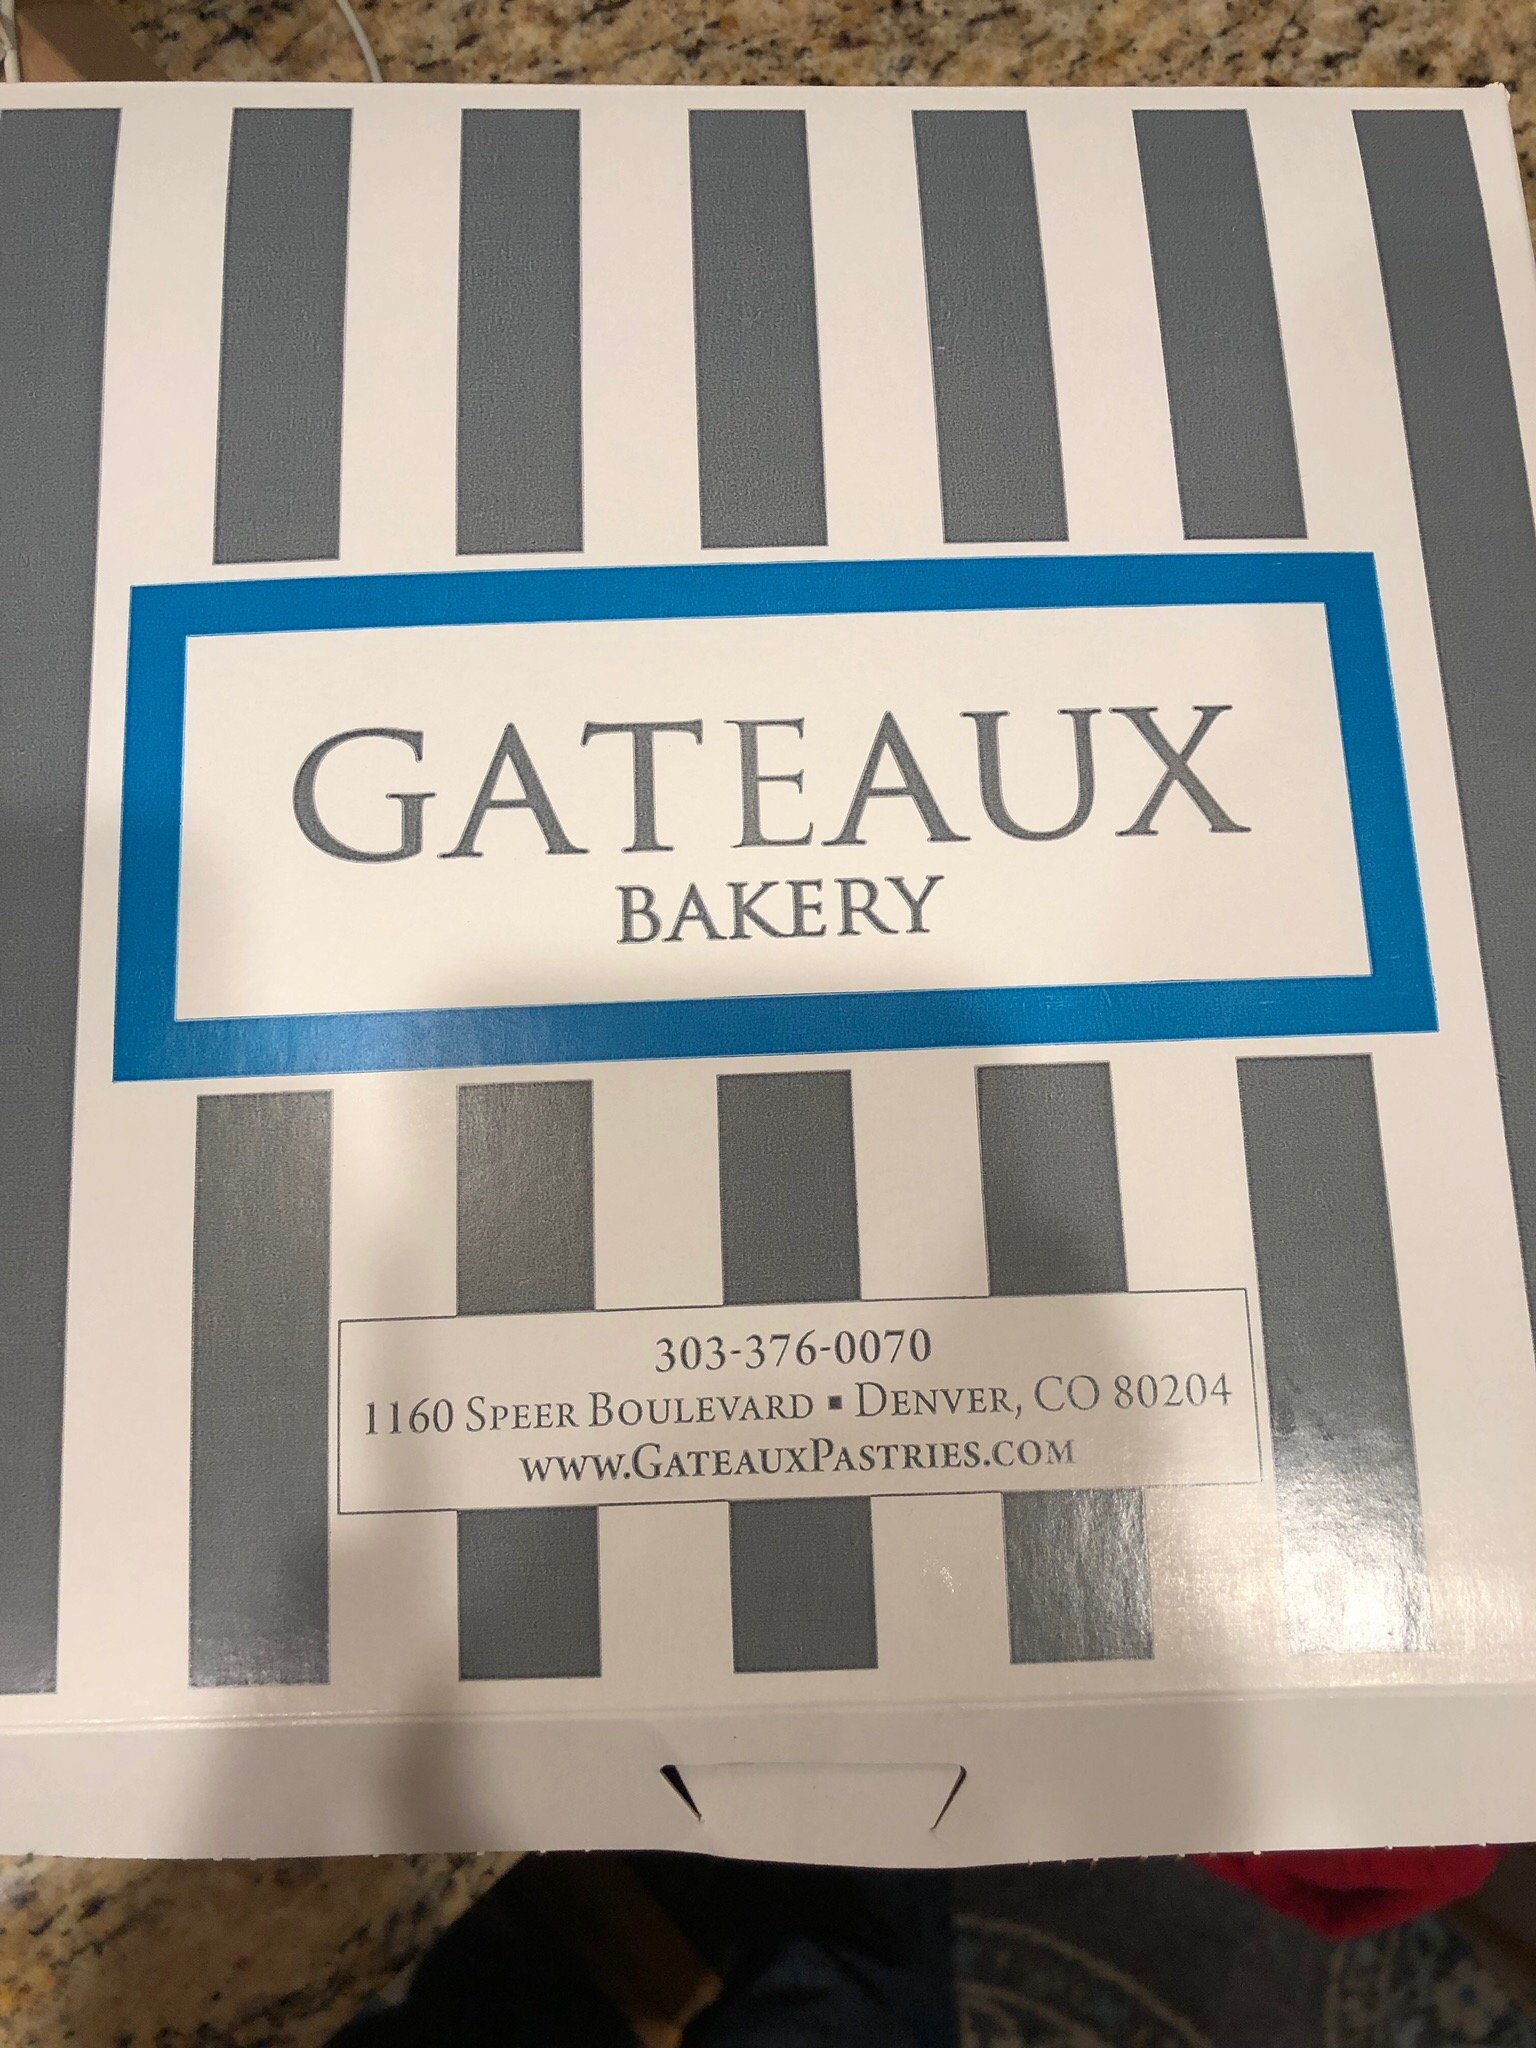 GATEAUX
BAKERY
303-376-0070
1160 SPEER BOULEVARD ▪ DENVER, CO 80204
WWW.GATEAUXPASTRIES.COM